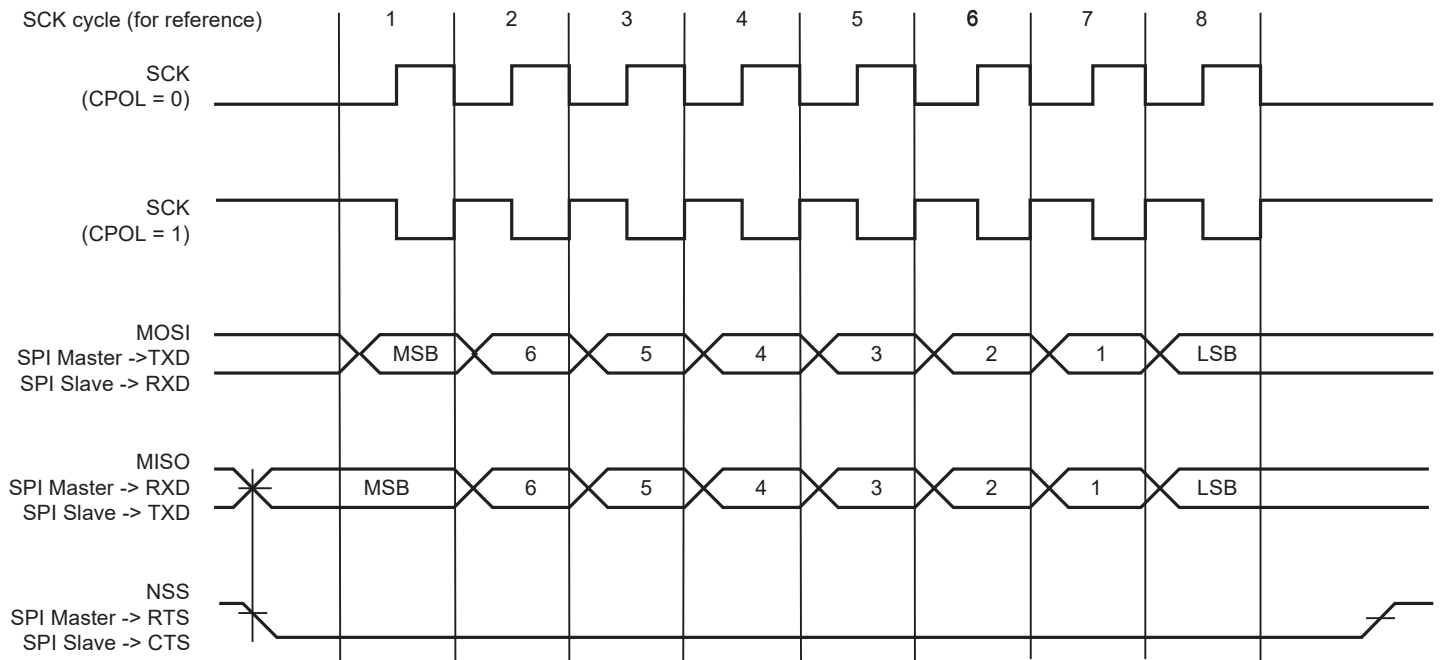 SCK cycle (for reference) 1 2 3 4 5 6 7 8
SCK
(CPOL = 0)
SCK
(CPOL = 1)
MOSI
SPI Master ->TXD
SPI Slave -> RXD
MSB 6 5 4 3 2 1 LSB
MISO
SPI Master -> RXD
SPI Slave -> TXD
MSB 6 5 4 3 2 1 LSB
NSS
SPI Master -> RTS
SPI Slave -> CTS